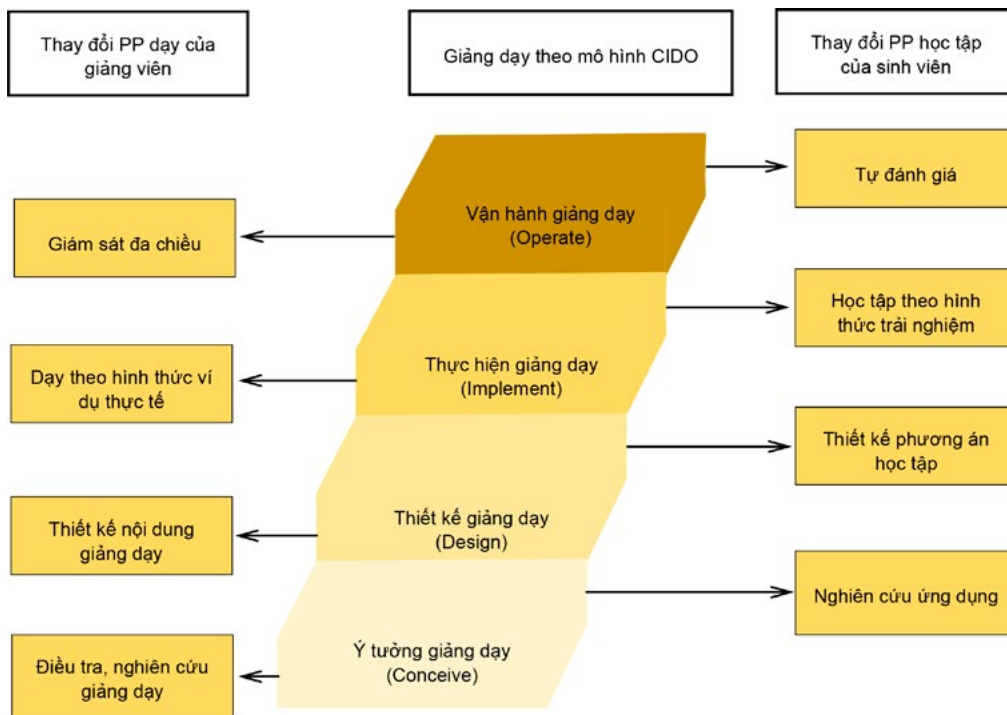 Thay đổi PP dạy của
giảng viên
Giảng dạy theo mô hình CIDO
Thay đổi PP học tập
của sinh viên
Tự đánh giá
Vận hành giảng dạy
(Operate)
Giám sát đa chiều
Học tập theo hình
thức trải nghiệm
Thực hiện giảng dạy
(Implement)
Dạy theo hình thức ví
dụ thực tế
Thiết kế phương án
học tập
Thiết kế giảng dạy
(Design)
Thiết kế nội dung
giảng dạy
Nghiên cứu ứng dụng
Ý tưởng giảng dạy
(Conceive)
Điều tra, nghiên cứu
giảng dạy